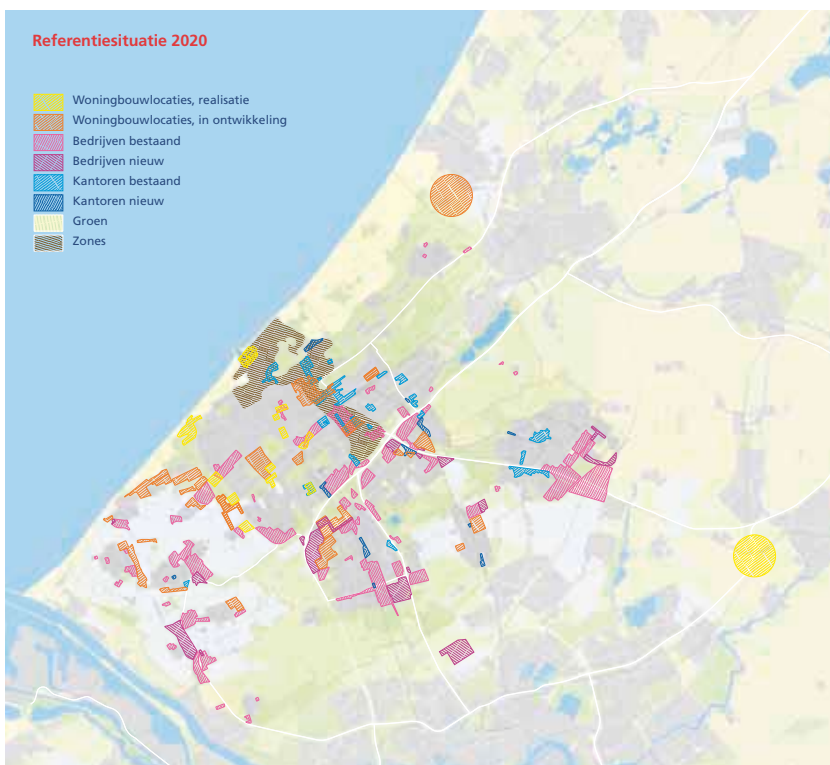 Referentiesituatie 2020
Woningbouwlocaties, realisatie
Woningbouwlocaties, in ontwikkeling
Bedrijven bestaand
Bedrijven nieuw
Kantoren bestaand
Kantoren nieuw
Groen
Zones